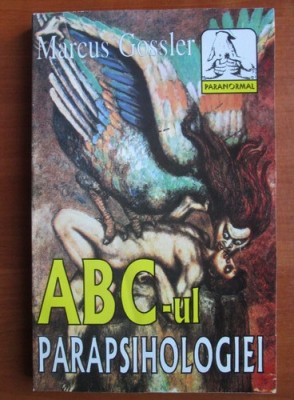 Marcus Gossler
PARANORMAL
ABC-ul
PARAPSIHOLOGIEI